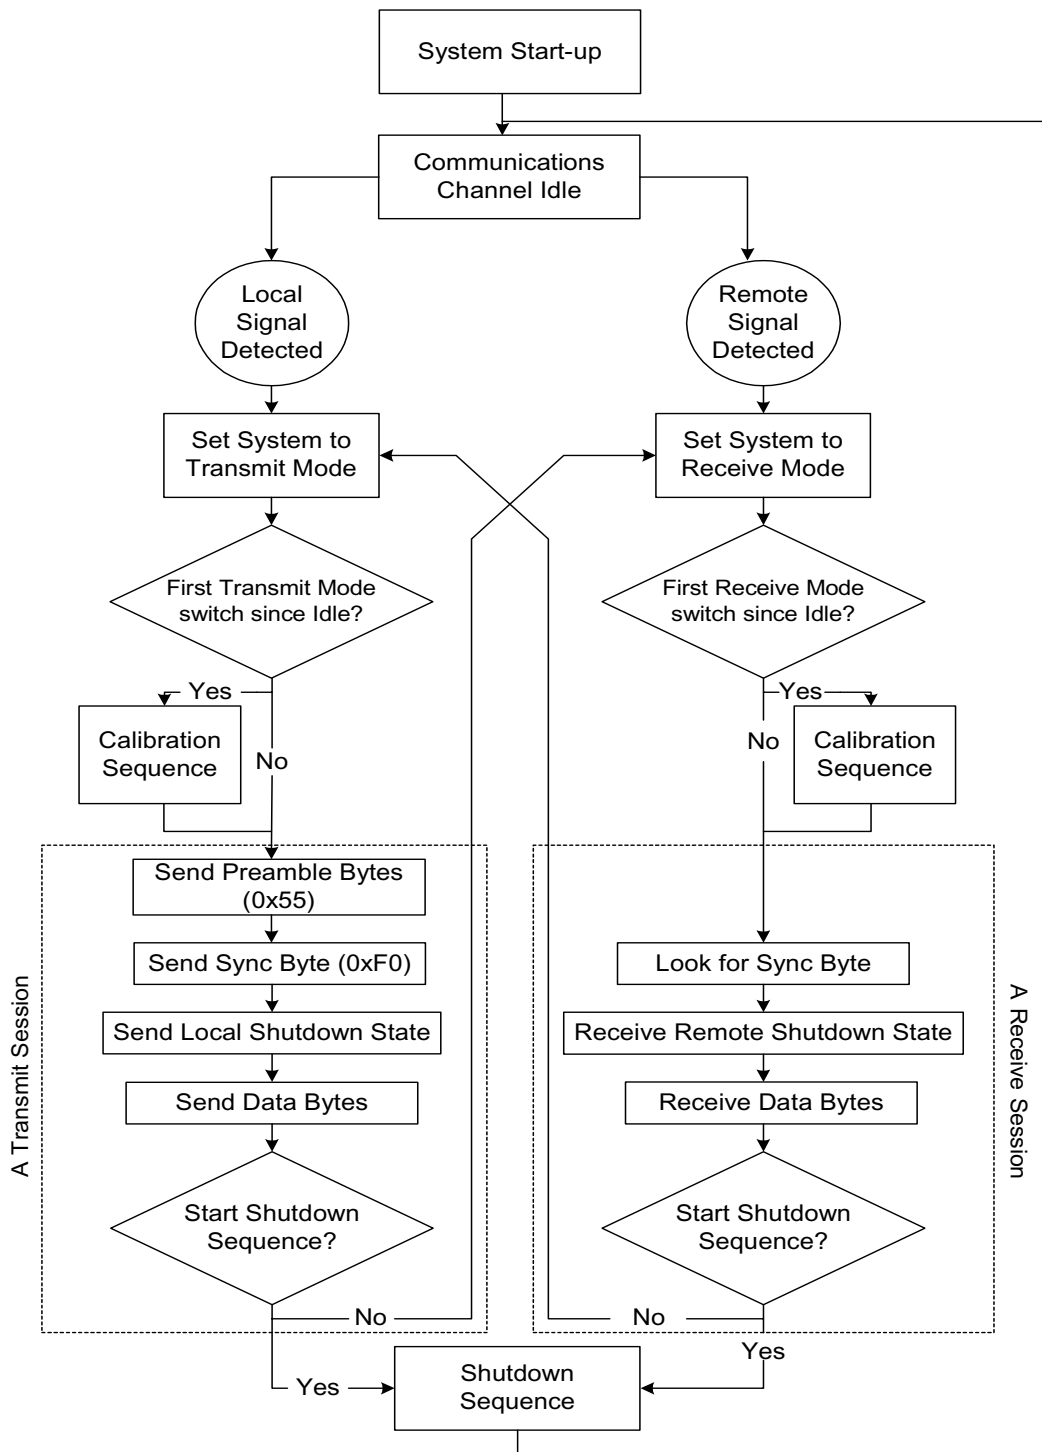 System Start-up
Communications
Channel Idle
Local
Signal
Detected
Remote
Signal
Detected
Set System to
Transmit Mode
Set System to
Receive Mode
First Transmit Mode
switch since Idle?
First Receive Mode
switch since Idle?
Yes
Yes
No
No
Calibration
Sequence
Calibration
Sequence
A Transmit Session
Send Preamble Bytes
(0x55)
Send Sync Byte (0xF0)
Send Local Shutdown State
Send Data Bytes
Start Shutdown
Sequence?
No
Yes
A Receive Session
Look for Sync Byte
Receive Remote Shutdown State
Receive Data Bytes
Start Shutdown
Sequence?
No
Yes
Shutdown
Sequence